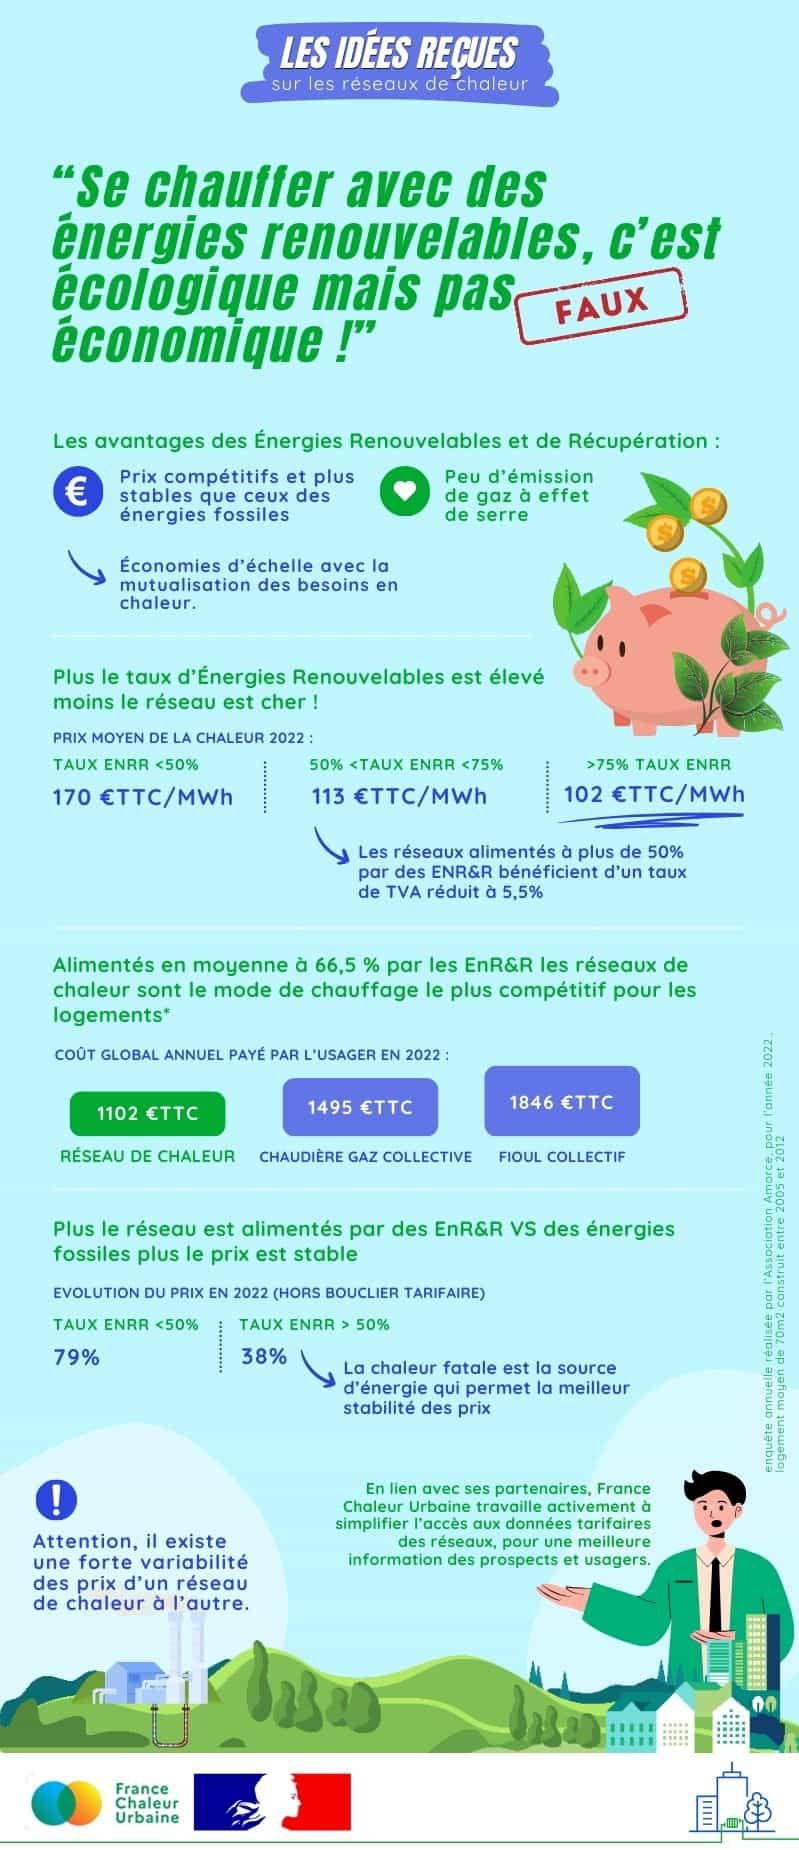 LES IDÉES REÇUES
sur les réseaux de chaleur
“Se chauffer avec des
énergies renouvelables, c’est
écologique mais pas
économique !”
FAUX
Les avantages des Énergies Renouvelables et de Récupération :
€
Prix compétitifs et plus
stables que ceux des
énergies fossiles
Peu d’émission
de gaz à effet
de serre
Économies d’échelle avec la
mutualisation des besoins en
chaleur.
Plus le taux d’Énergies Renouvelables est élevé
moins le réseau est cher !
PRIX MOYEN DE LA CHALEUR 2022 :
TAUX ENRR <50%
170 €TTC/MWh
50% <TAUX ENRR <75%
113 €TTC/MWh
>75% TAUX ENRR
102 €TTC/MWh
Les réseaux alimentés à plus de 50%
par des ENR&R bénéficient d’un taux
de TVA réduit à 5,5%
Alimentés en moyenne à 66,5 % par les EnR&R les réseaux de
chaleur sont le mode de chauffage le plus compétitif pour les
logements*
COÛT GLOBAL ANNUEL PAYÉ PAR L’USAGER EN 2022 :
1102 €TTC
RÉSEAU DE CHALEUR
1495 €TTC
CHAUDIÈRE GAZ COLLECTIVE
1846 €TTC
FIOUL COLLECTIF
enquête annuelle réalisée par l'Association Amorce, pour l'année 2022..
logement moyen de 70m2 construit entre 2005 et 2012
Plus le réseau est alimentés par des EnR&R VS des énergies
fossiles plus le prix est stable
EVOLUTION DU PRIX EN 2022 (HORS BOUCLIER TARIFAIRE)
TAUX ENRR <50%
79%
TAUX ENRR > 50%
38%
La chaleur fatale est la source
d’énergie qui permet la meilleur
stabilité des prix
!
Attention, il existe
une forte variabilité
des prix d’un réseau
de chaleur à l’autre.
En lien avec ses partenaires, France
Chaleur Urbaine travaille activement à
simplifier l’accès aux données tarifaires
des réseaux, pour une meilleure
information des prospects et usagers.
France
Chaleur
Urbaine